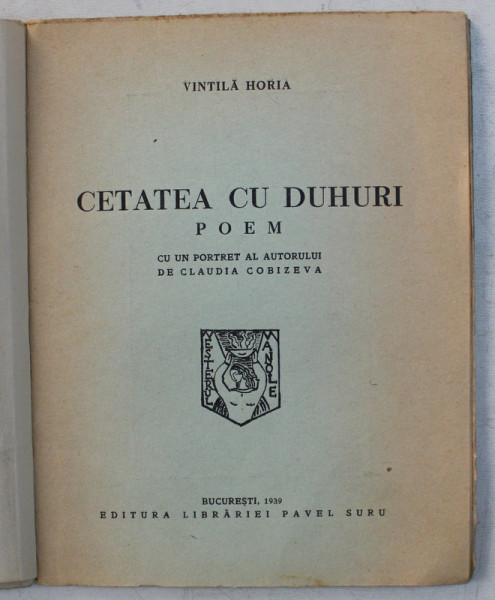 VINTILĂ HORIA
CETATEA CU DUHURI
POEM
CU UN PORTRET AL AUTORULUI
DE CLAUDIA COBIZEVA
MEȘTERUL
MANOLE
BUCUREȘTI, 1939
EDITURA LIBRĂRIEI PAVEL SURU